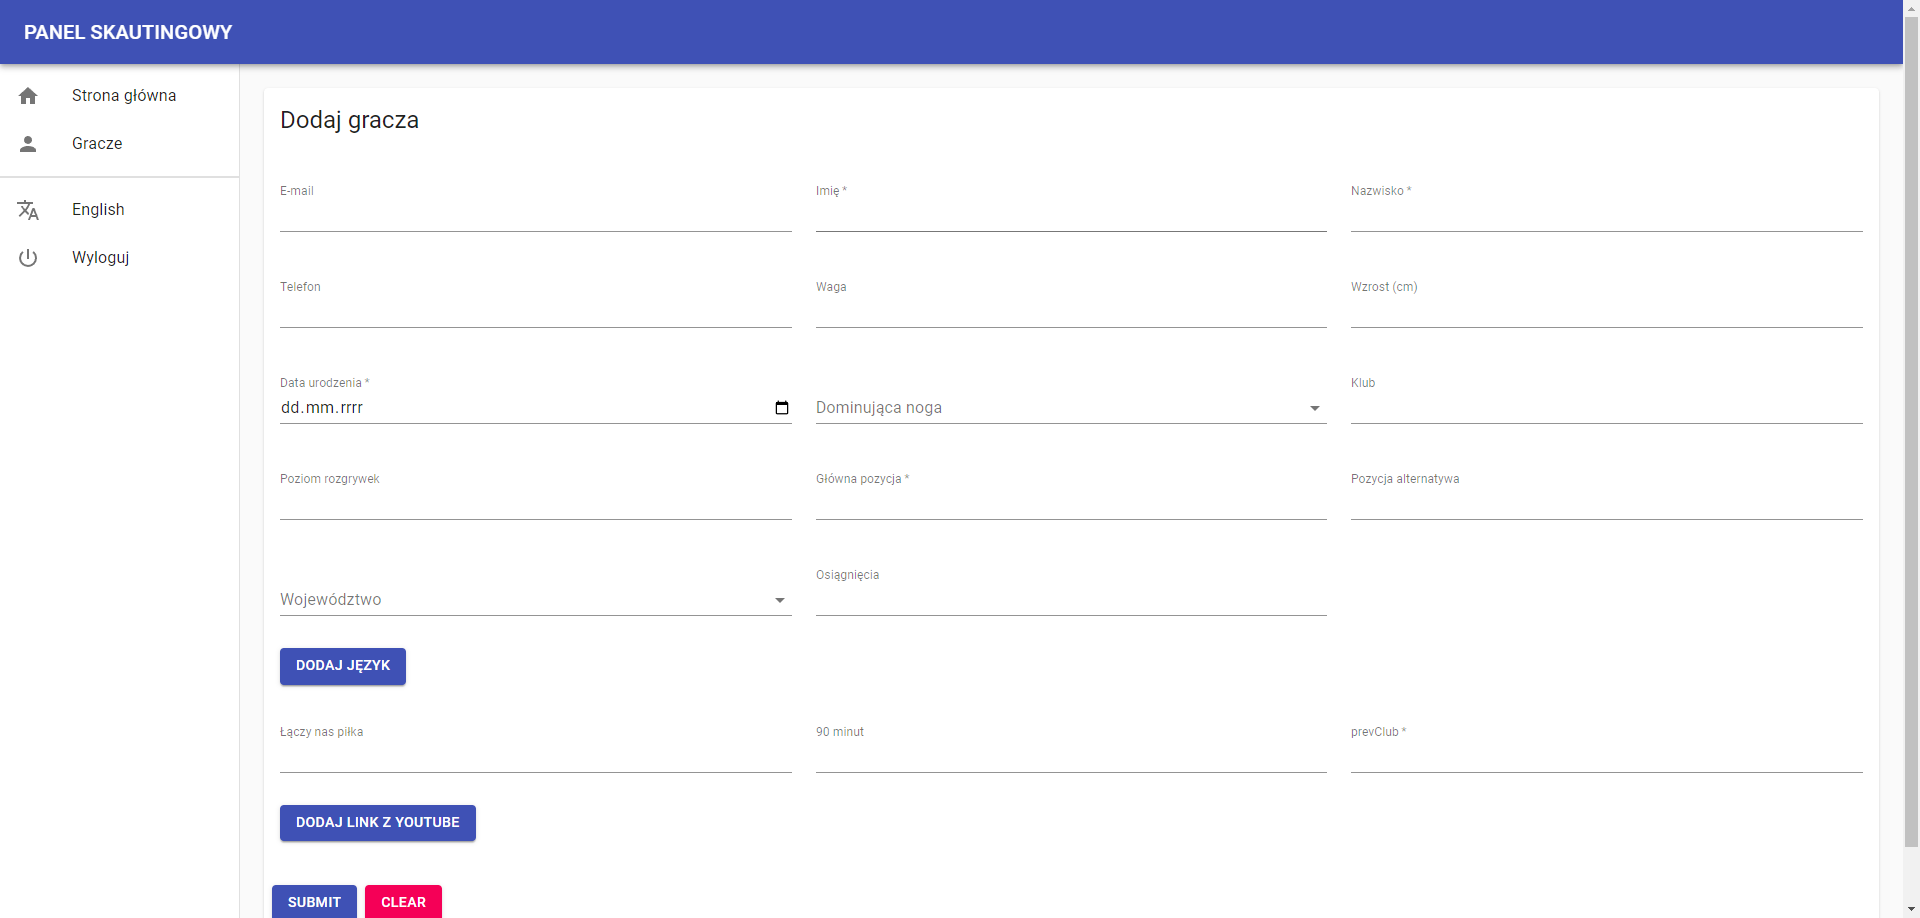 PANEL SKAUTINGOWY
Strona główna
Gracze
English
Wyloguj
Dodaj gracza
E-mail
Imię *
Nazwisko *
Telefon
Waga
Wzrost (cm)
Data urodzenia *
dd.mm.rrrr
Dominująca noga
Klub
Poziom rozgrywek
Główna pozycja *
Pozycja alternatywa
Województwo
Osiągnięcia
DODAJ JĘZYK
Łączy nas piłka
90 minut
prevClub *
DODAJ LINK Z YOUTUBE
SUBMIT
CLEAR